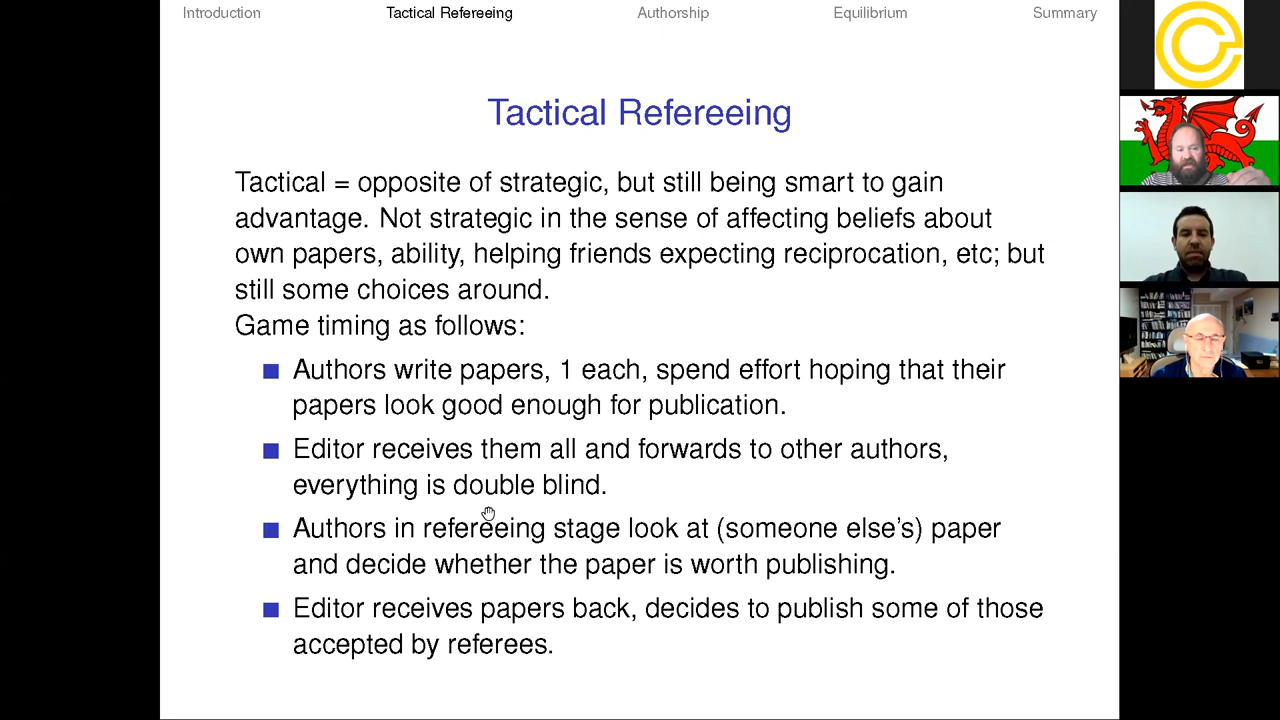 Introduction Tactical Refereeing Authorship Equilibrium Summary
Tactical Refereeing
Tactical = opposite of strategic, but still being smart to gain
advantage. Not strategic in the sense of affecting beliefs about
own papers, ability, helping friends expecting reciprocation, etc; but
still some choices around.
Game timing as follows:
Authors write papers, 1 each, spend effort hoping that their
papers look good enough for publication.
Editor receives them all and forwards to other authors,
everything is double blind.
Authors in refereeing stage look at (someone else's) paper
and decide whether the paper is worth publishing.
Editor receives papers back, decides to publish some of those
accepted by referees.